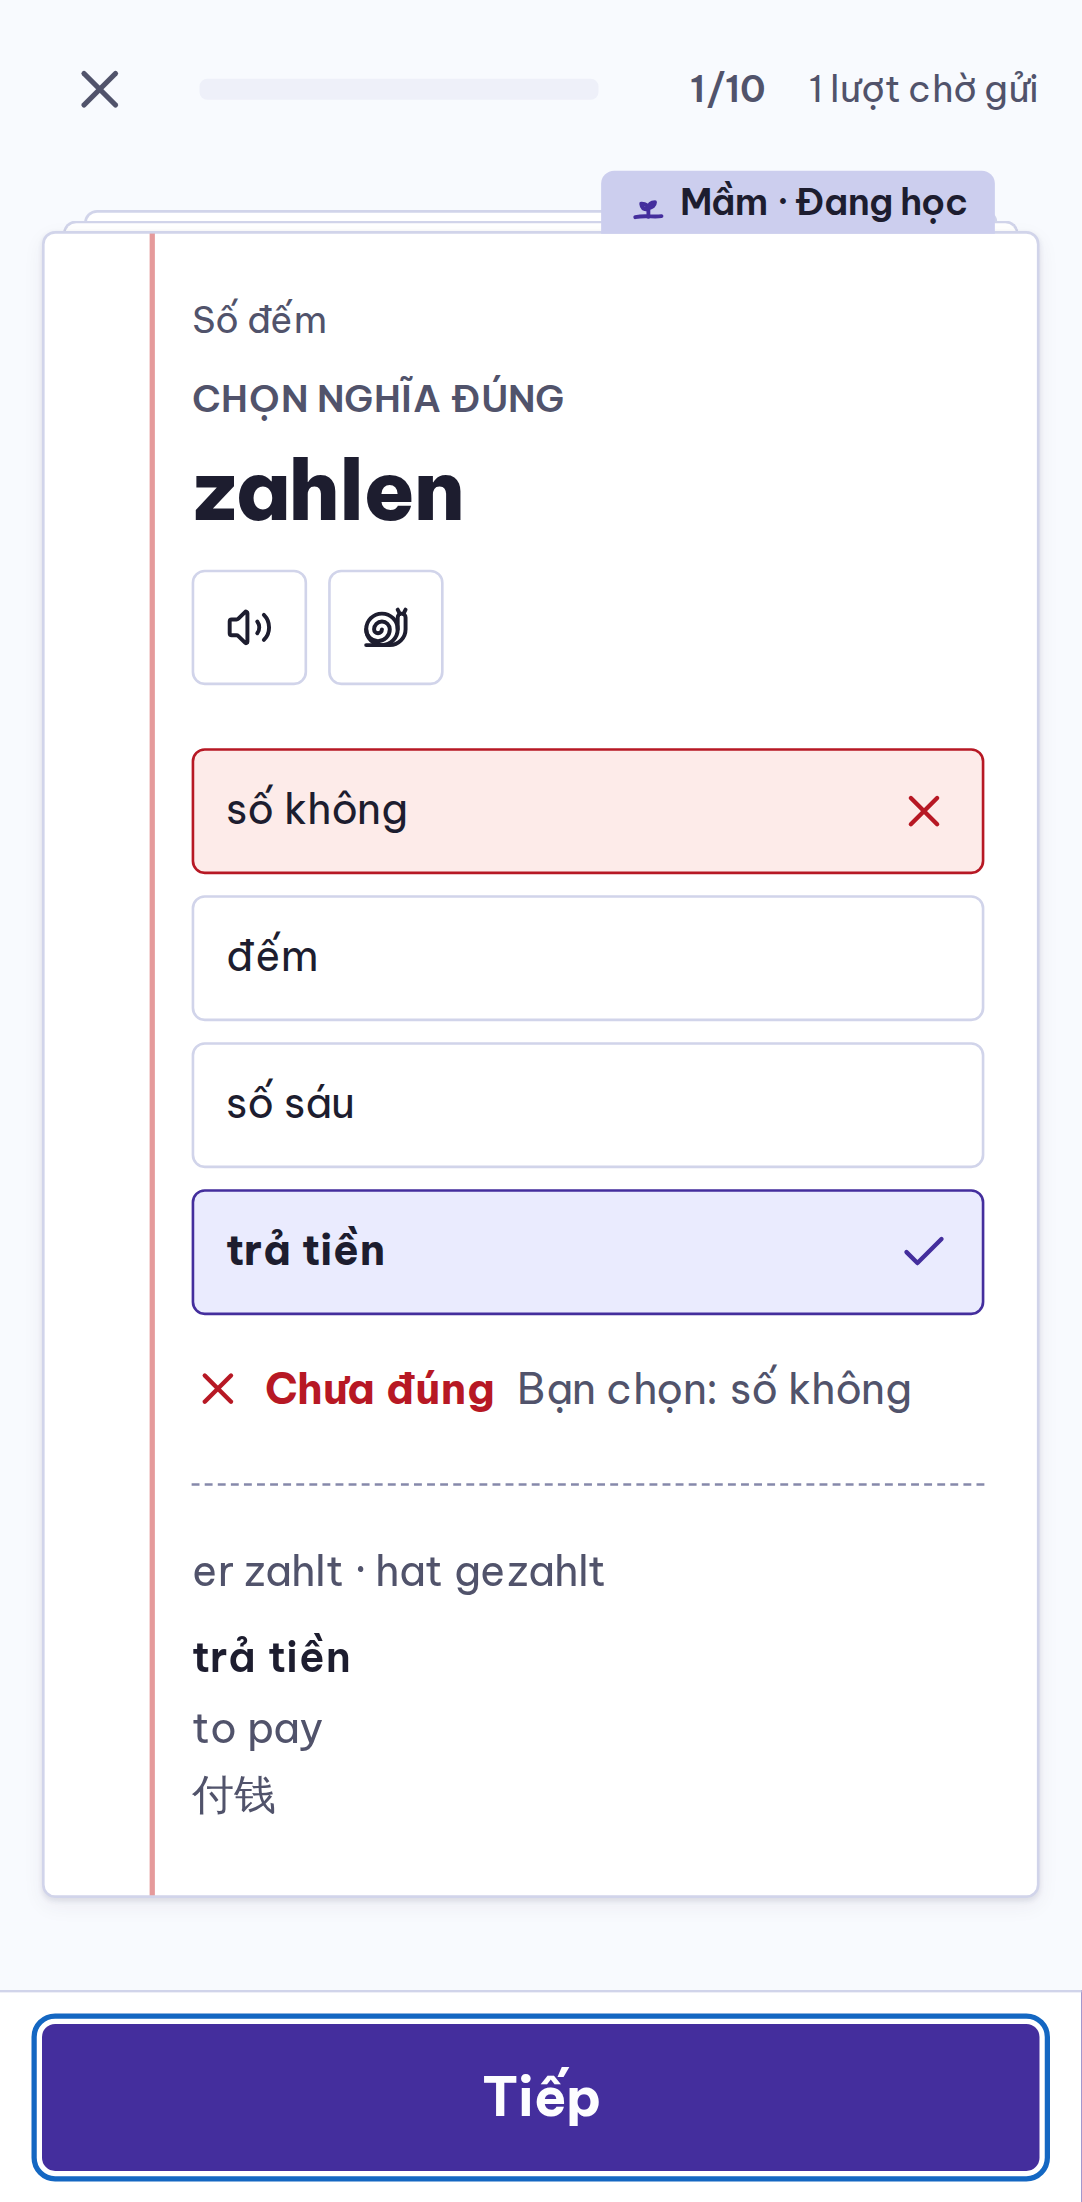 1/10 1 lượt chờ gửi
Mầm · Đang học
Số đếm
CHỌN NGHĨA ĐÚNG
zahlen
số không
đếm
số sáu
trả tiền
Chưa đúng Bạn chọn: số không
er zahlt · hat gezahlt
trả tiền
to pay
付钱
Tiếp